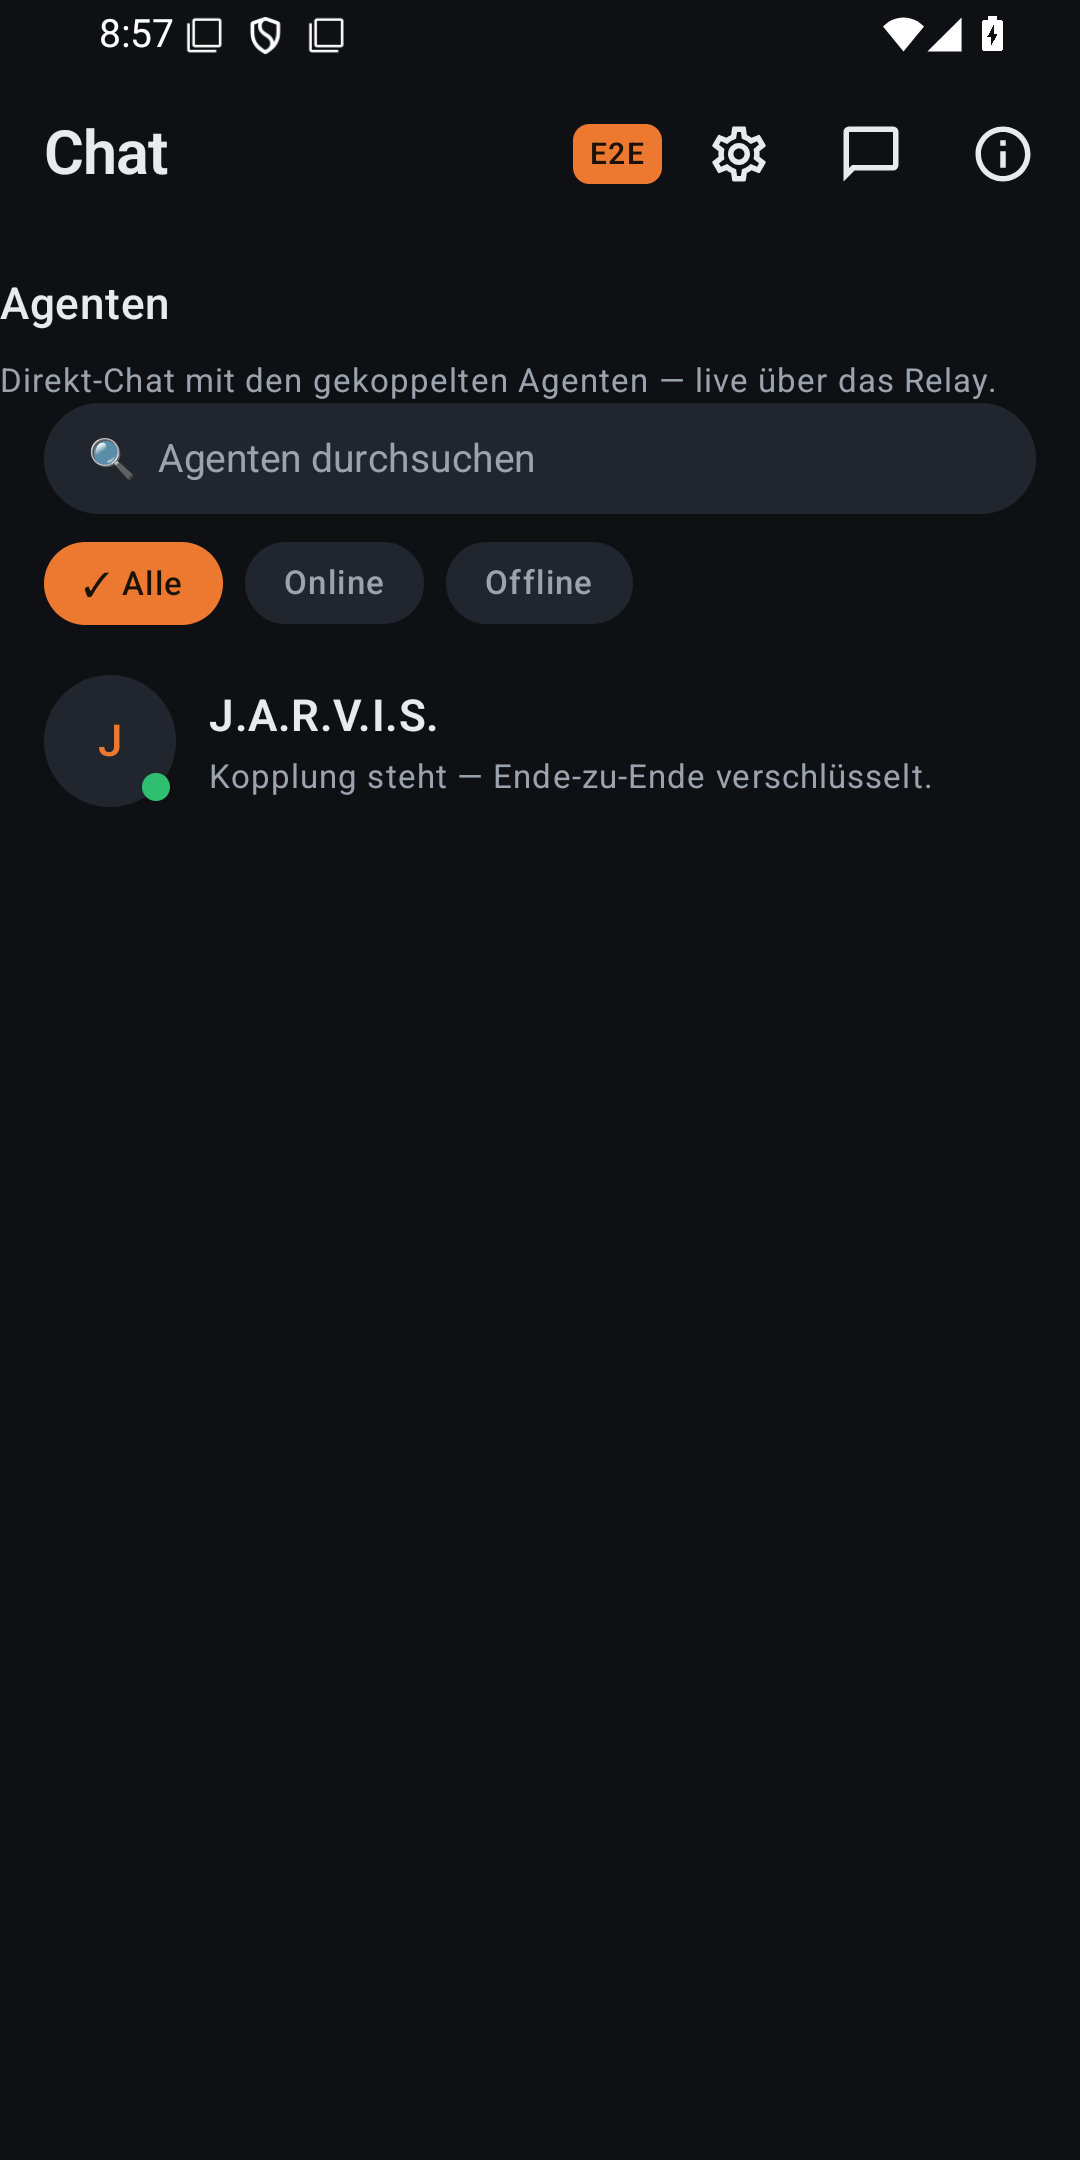 8:57
Chat
E2E
Agenten
Direkt-Chat mit den gekoppelten Agenten — live über das Relay.
🔍 Agenten durchsuchen
✓ Alle
Online
Offline
J
J.A.R.V.I.S.
Kopplung steht — Ende-zu-Ende verschlüsselt.